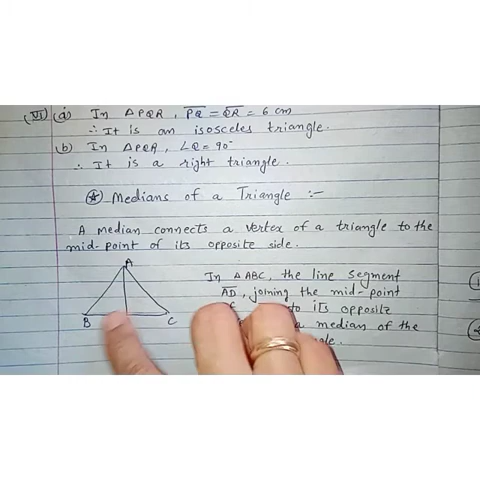 (VI) (a) In △PQR, PQ = QR = 6 cm
∴ It is an isosceles triangle.
(b) In △PQR, ∠Q = 90°
∴ It is a right triangle.
Medians of a Triangle :-
A median connects a vertex of a triangle to the
mid-point of its opposite side.
A
B
C
In △ABC, the line segment
AD, joining the mid-point
to its opposite
a median of the